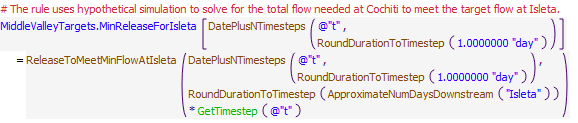 # The rule uses hypothetical simulation to solve for the total flow needed at Cochiti to meet the target flow at Isleta.
MiddleValleyTargets.MinReleaseForIsleta [ DatePlusNTimesteps ( @"t" ,
RoundDurationToTimestep ( 1.0000000 "day" ) ) ]
= ReleaseToMeetMinFlowAtIsleta ( DatePlusNTimesteps ( @"t" ,
RoundDurationToTimestep ( 1.0000000 "day" ) ) ,
RoundDurationToTimestep ( ApproximateNumDaysDownstream ( "Isleta" ) )
* GetTimestep ( @"t" ) )